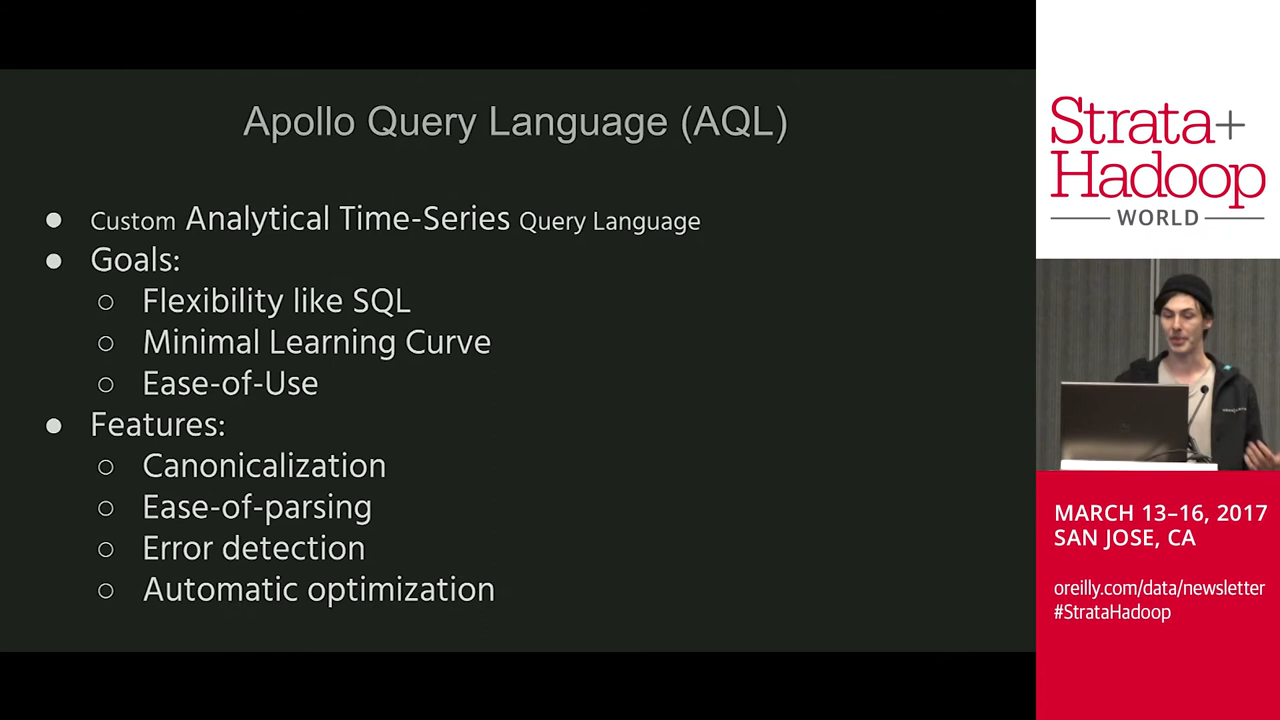 Apollo Query Language (AQL)
● Custom Analytical Time-Series Query Language
● Goals:
○ Flexibility like SQL
○ Minimal Learning Curve
○ Ease-of-Use
● Features:
○ Canonicalization
○ Ease-of-parsing
○ Error detection
○ Automatic optimization
Strata+
Hadoop
WORLD
MARCH 13–16, 2017
SAN JOSE, CA
oreilly.com/data/newsletter
#StrataHadoop